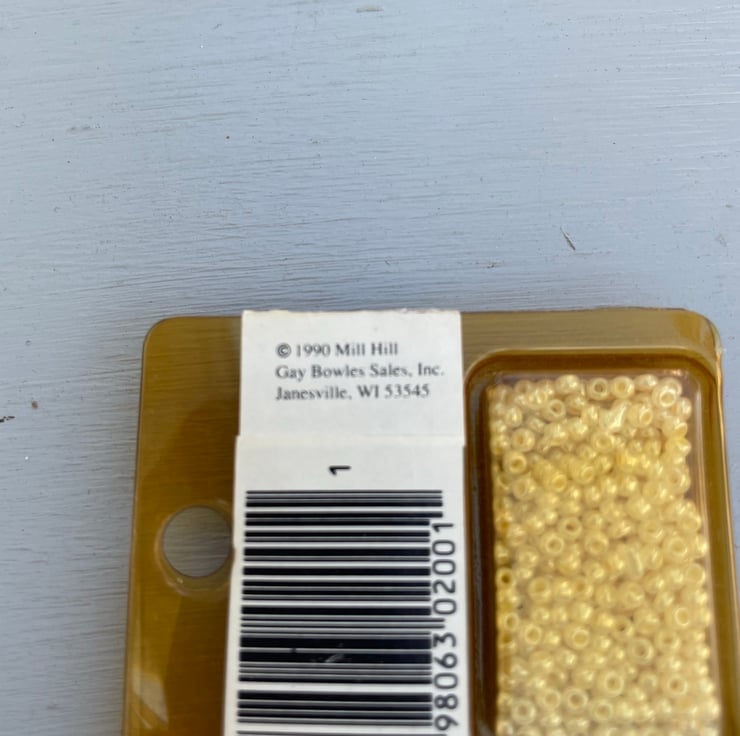 © 1990 Mill Hill
Gay Bowles Sales, Inc.
Janesville, WI 53545
1
98063 02001